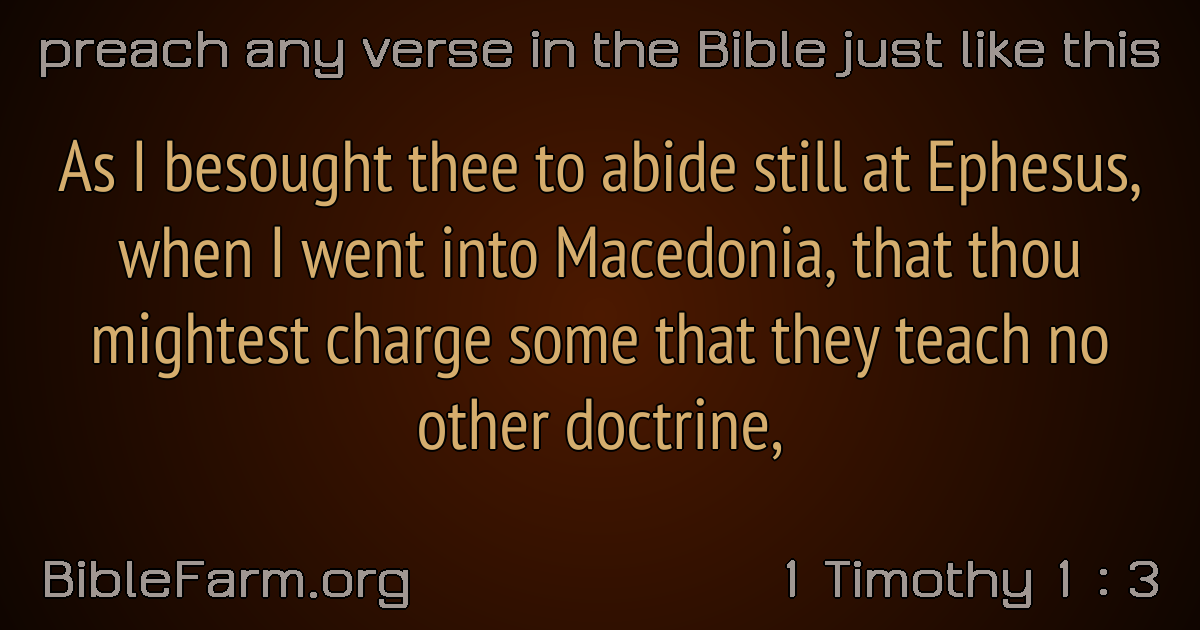 preach any verse in the Bible just like this
As I besought thee to abide still at Ephesus,
when I went into Macedonia, that thou
mightest charge some that they teach no
other doctrine,
BibleFarm.org
1 Timothy 1 : 3